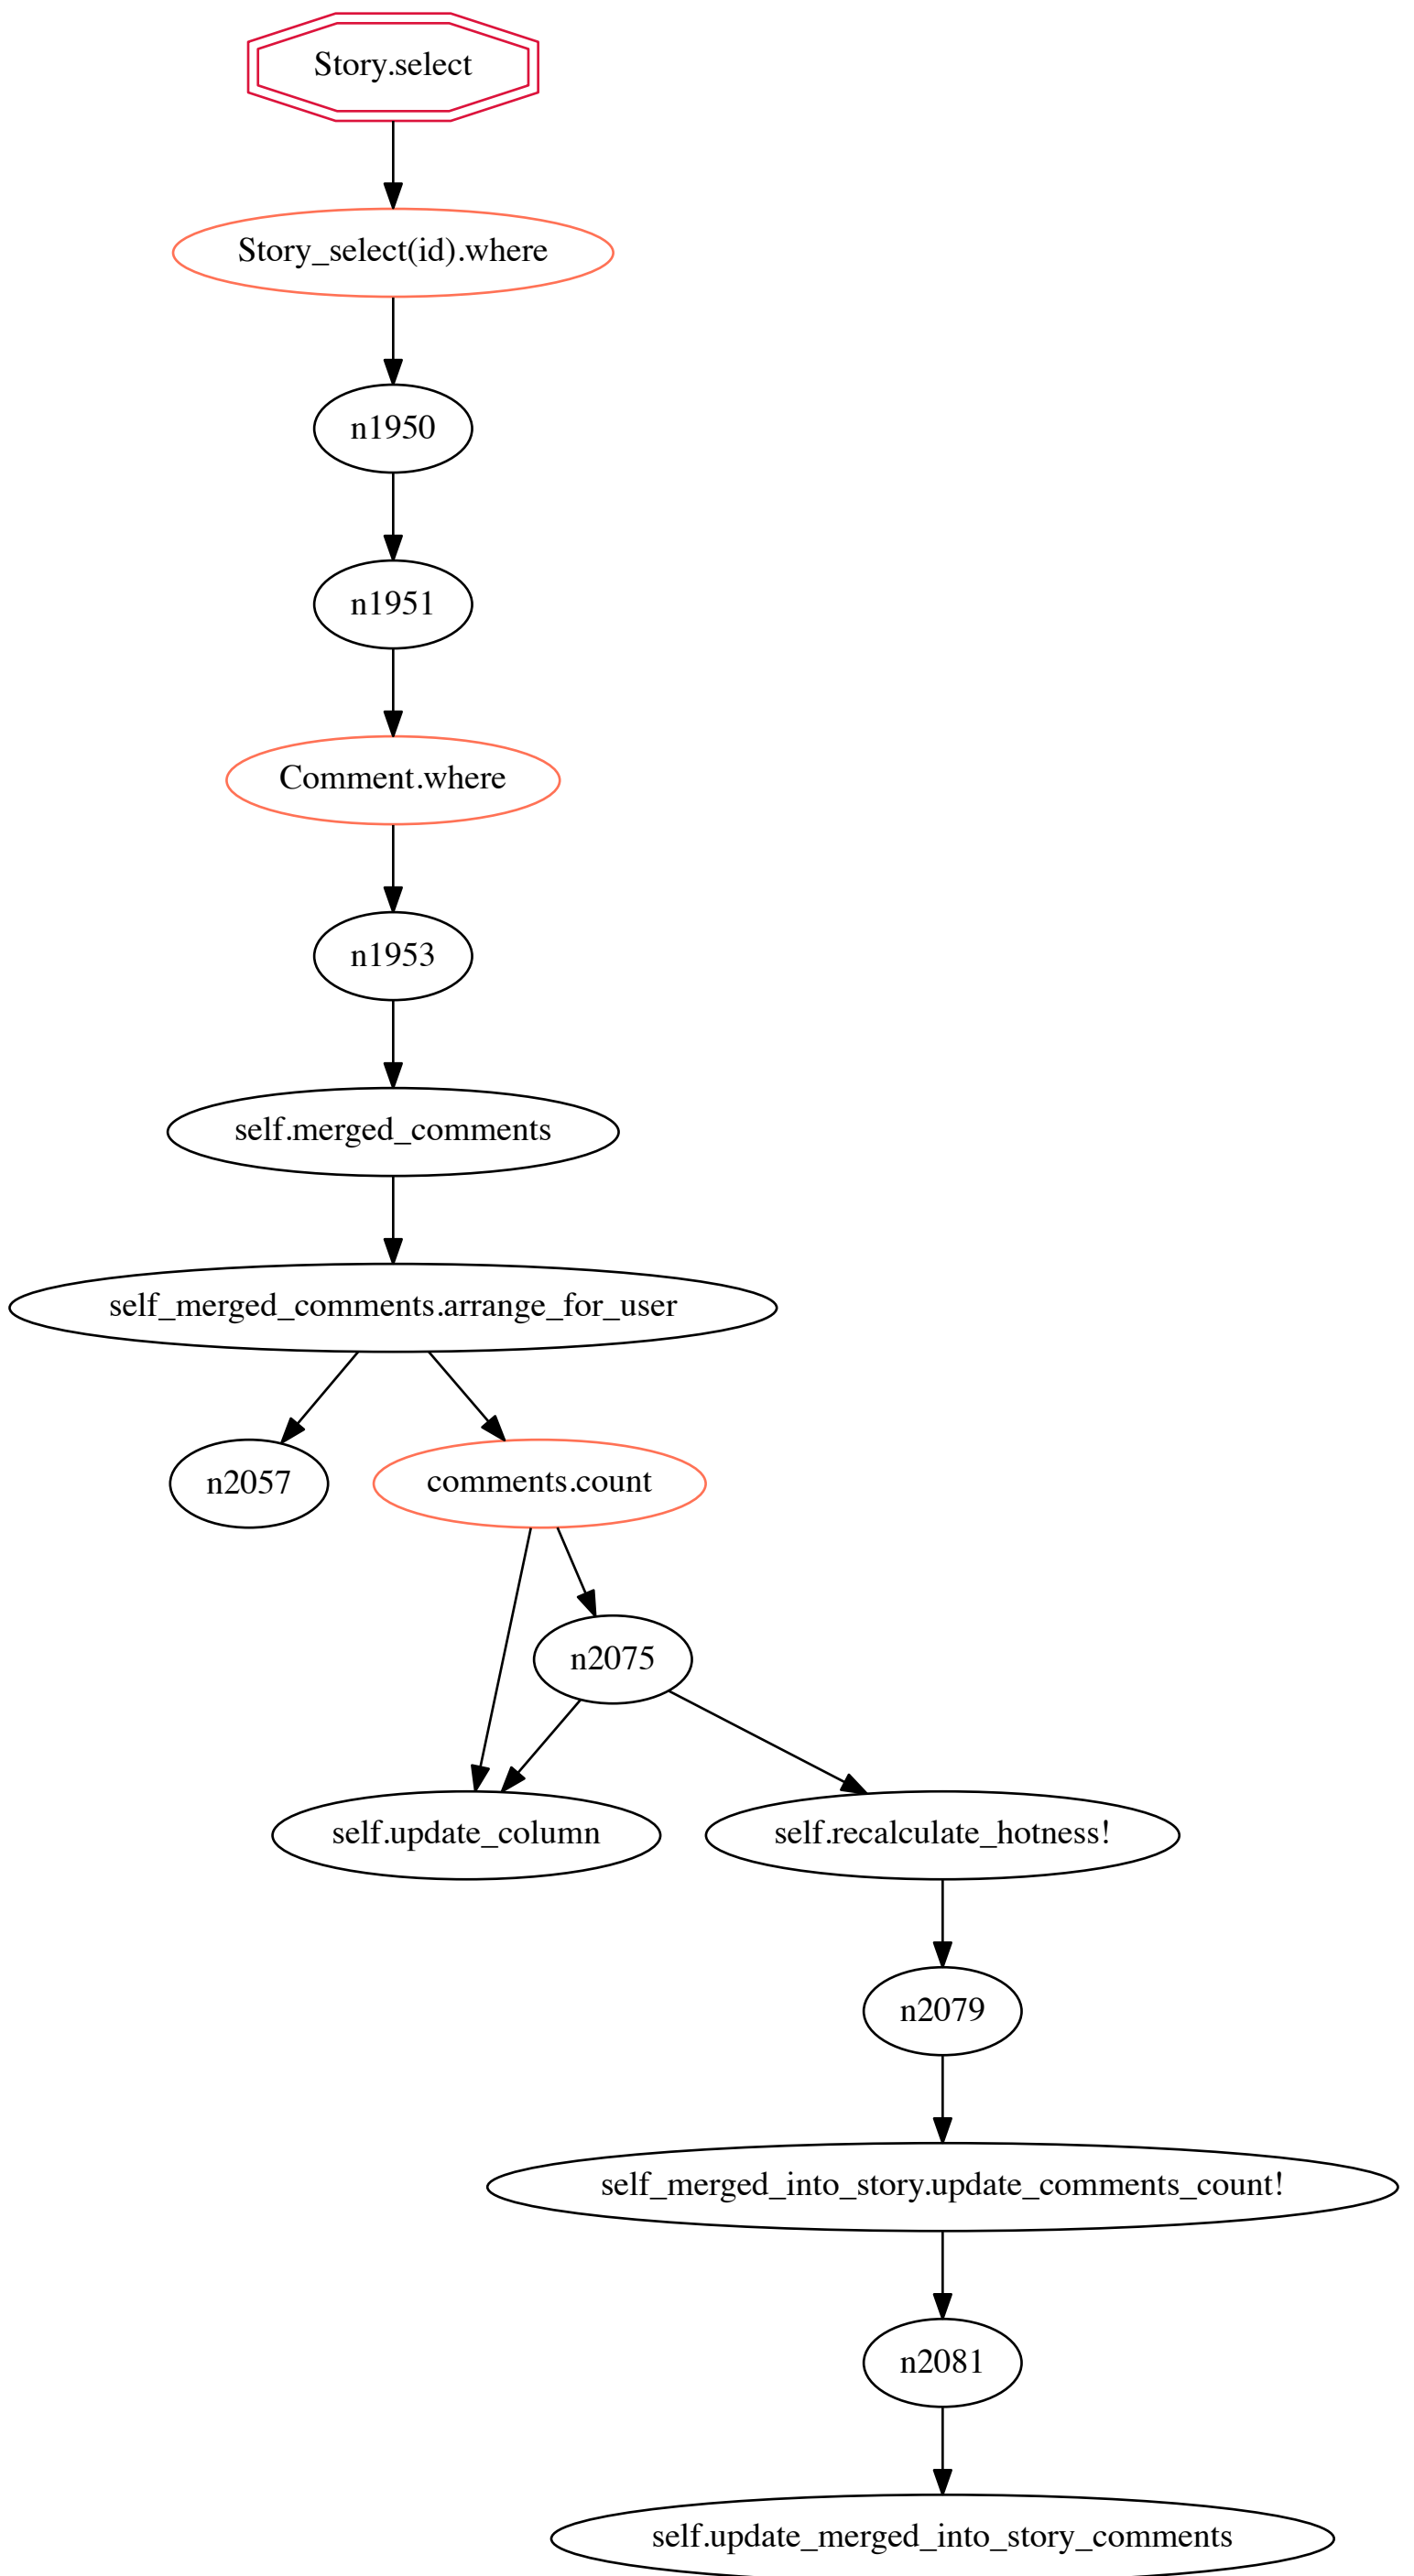 Story.select
Story_select(id).where
n1950
n1951
Comment.where
n1953
self.merged_comments
self_merged_comments.arrange_for_user
n2057
comments.count
n2075
self.update_column
self.recalculate_hotness!
n2079
self_merged_into_story.update_comments_count!
n2081
self.update_merged_into_story_comments